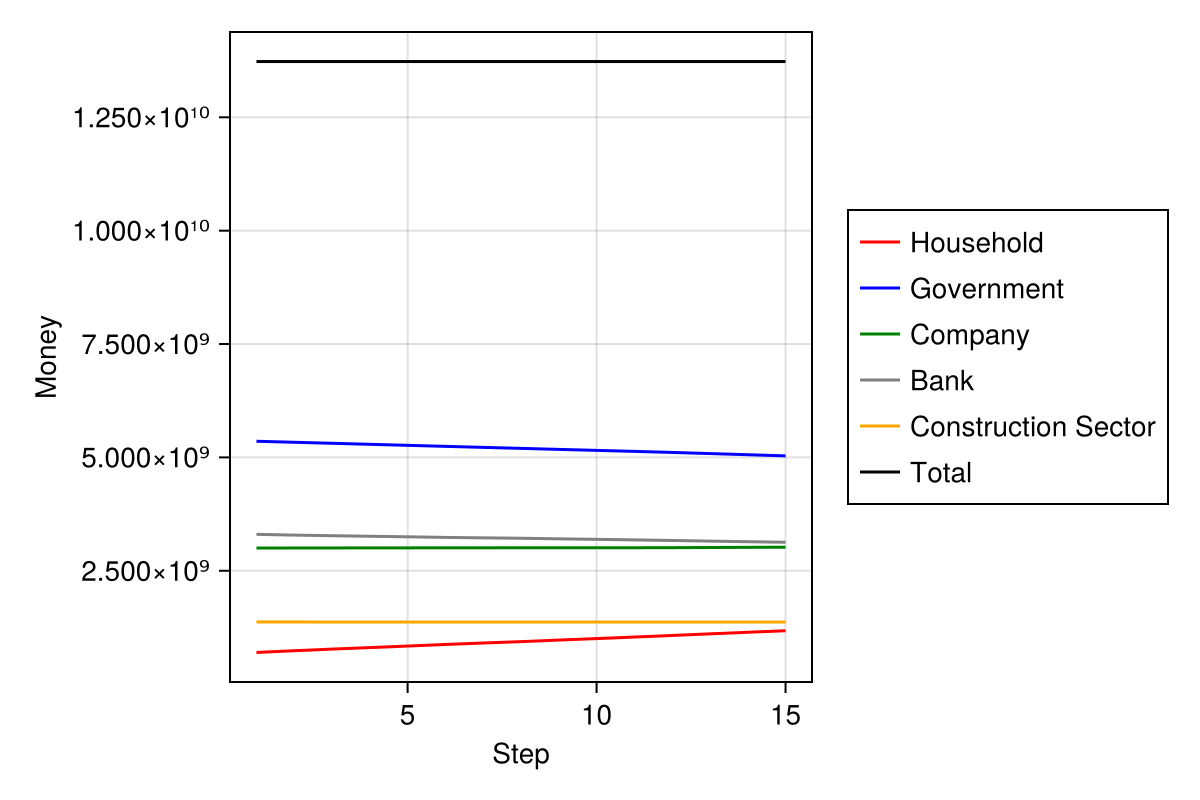 1.250×10¹⁰
1.000×10¹⁰
7.500×10⁹
5.000×10⁹
2.500×10⁹
Money
5 10 15
Step
Household
Government
Company
Bank
Construction Sector
Total